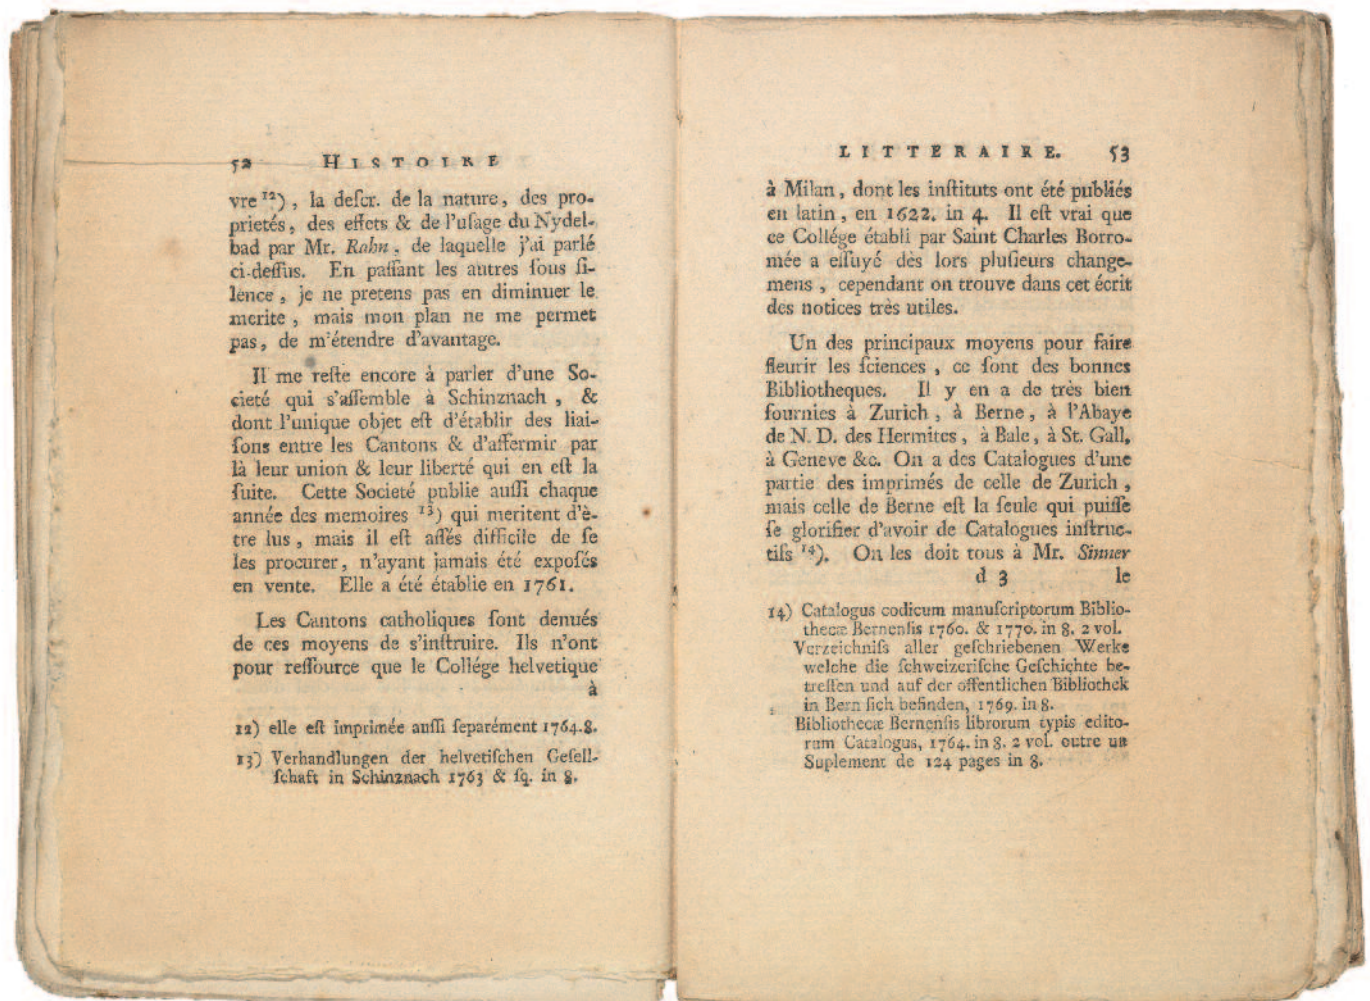 52 HISTOIRE
vre ¹²), la deſcr. de la nature, des pro-
prietés, des effets & de l'uſage du Nydel-
bad par Mr. Rahn, de laquelle j'ai parlé
ci-deſſus. En paſſant les autres ſous ſi-
lence, je ne pretens pas en diminuer le
merite, mais mon plan ne me permet
pas, de m'étendre d'avantage.
Il me reſte encore à parler d'une So-
cieté qui s'aſſemble à Schinznach, &
dont l'unique objet eſt d'établir des liai-
ſons entre les Cantons & d'affermir par
là leur union & leur liberté qui en eſt la
ſuite. Cette Societé publie auſſi chaque
année des memoires ¹³) qui meritent d'ê-
tre lus, mais il eſt aſſés difficile de ſe
les procurer, n'ayant jamais été expoſés
en vente. Elle a été établie en 1761.
Les Cantons catholiques ſont denués
de ces moyens de s'inſtruire. Ils n'ont
pour reſſource que le Collége helvetique
à
12) elle eſt imprimée auſſi ſeparément 1764. 8.
13) Verhandlungen der helvetiſchen Geſell-
ſchaft in Schinznach 1763 & ſq. in 8.
LITTERAIRE. 53
à Milan, dont les inſtituts ont été publiés
en latin, en 1622. in 4. Il eſt vrai que
ce Collége établi par Saint Charles Borro-
mée a eſſuyé dès lors pluſieurs change-
mens, cependant on trouve dans cet écrit
des notices très utiles.
Un des principaux moyens pour faire
fleurir les ſciences, ce ſont des bonnes
Bibliotheques. Il y en a de très bien
fournies à Zurich, à Berne, à l'Abaye
de N. D. des Hermites, à Bale, à St. Gall,
à Geneve &c. On a des Catalogues d'une
partie des imprimés de celle de Zurich,
mais celle de Berne eſt la ſeule qui puiſſe
ſe glorifier d'avoir de Catalogues inſtruc-
tifs ¹⁴). On les doit tous à Mr. Sinner
d 3 le
14) Catalogus codicum manuſcriptorum Biblio-
thecæ Bernenſis 1760. & 1770. in 8. 2 vol.
Verzeichniſs aller geſchriebenen Werke
welche die ſchweizeriſche Geſchichte be-
treffen und auf der öffentlichen Bibliothek
in Bern ſich befinden, 1769. in 8.
Bibliothecæ Bernenſis librorum typis edito-
rum Catalogus, 1764. in 8. 2 vol. outre un
Suplement de 124 pages in 8.